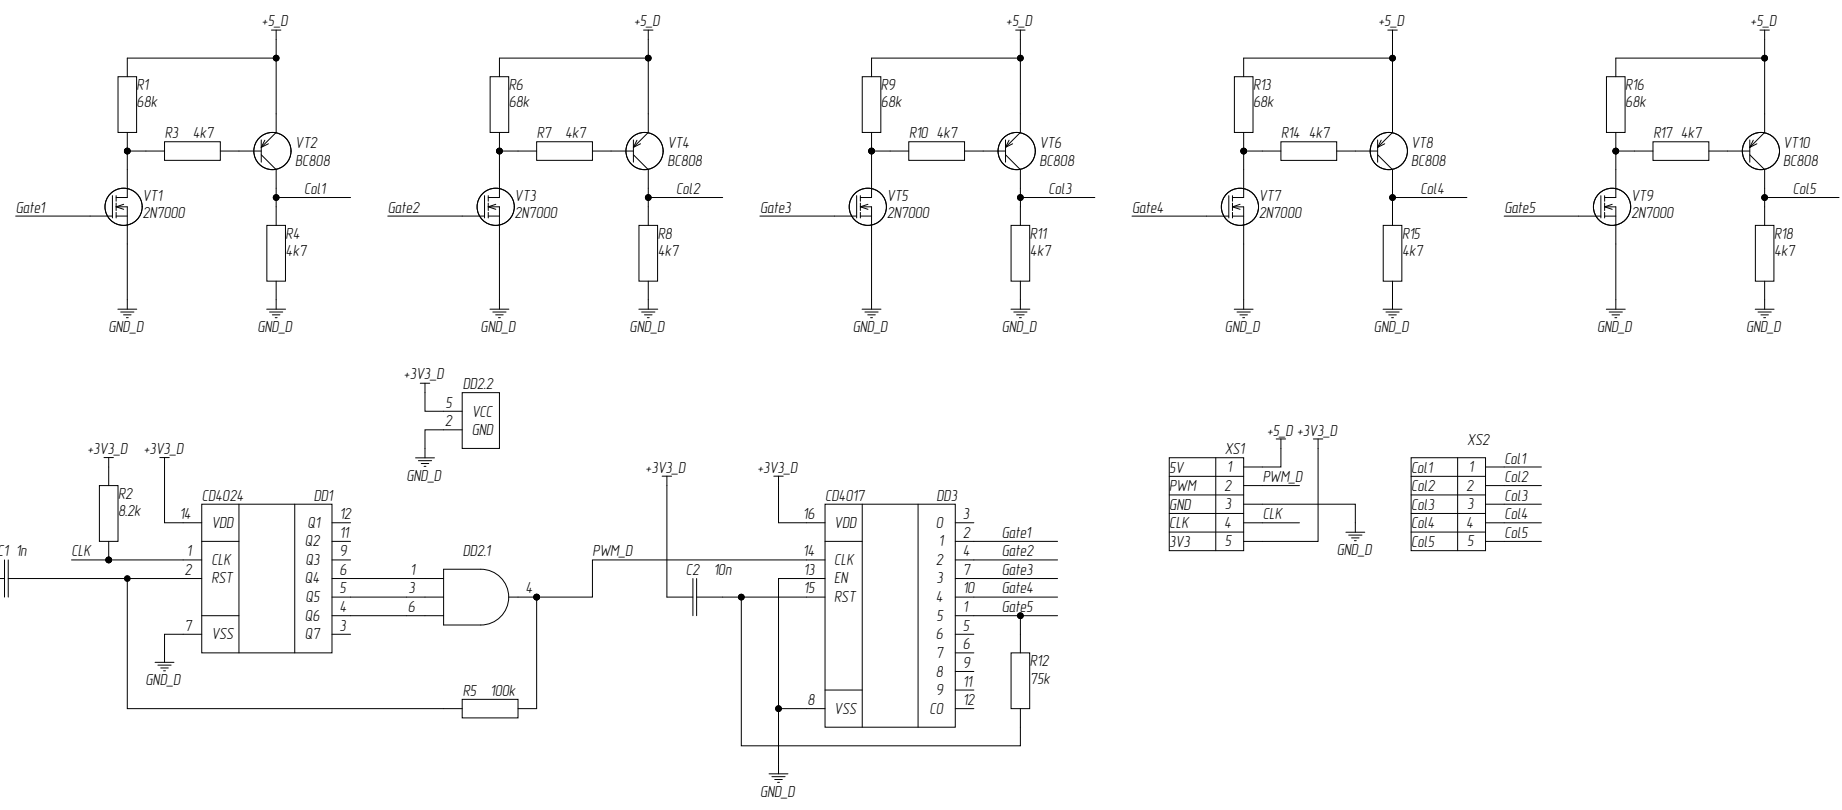 +5_D
R1
68k
R3 4k7
VT2
BC808
Col1
VT1
2N7000
Gate1
R4
4k7
GND_D
GND_D
+5_D
R6
68k
R7 4k7
VT4
BC808
Col2
VT3
2N7000
Gate2
R8
4k7
GND_D
GND_D
+5_D
R9
68k
R10 4k7
VT6
BC808
Col3
VT5
2N7000
Gate3
R11
4k7
GND_D
GND_D
+5_D
R13
68k
R14 4k7
VT8
BC808
Col4
VT7
2N7000
Gate4
R15
4k7
GND_D
GND_D
+5_D
R16
68k
R17 4k7
VT10
BC808
Col5
VT9
2N7000
Gate5
R18
4k7
GND_D
GND_D
+3V3_D
DD2.2
5 VCC
2 GND
GND_D
+3V3_D +3V3_D
R2
8.2k
C1 1n
CLK
CD4024 DD1
14 VDD
1 CLK
2 RST
7 VSS
Q1 12
Q2 11
Q3 9
Q4 6
Q5 5
Q6 4
Q7 3
GND_D
DD2.1
1
3
6
4
R5 100k
PWM_D
+3V3_D
C2 10n
+3V3_D
CD4017 DD3
16 VDD
14 CLK
13 EN
15 RST
8 VSS
0 3
1 2 Gate1
2 4 Gate2
3 7 Gate3
4 10 Gate4
5 1 Gate5
6 5
7 6
8 9
9 11
CO 12
R12
75k
GND_D
+5_D +3V3_D
XS1
5V 1
PWM 2 PWM_D
GND 3
CLK 4 CLK
3V3 5
GND_D
XS2
Col1 1 Col1
Col2 2 Col2
Col3 3 Col3
Col4 4 Col4
Col5 5 Col5